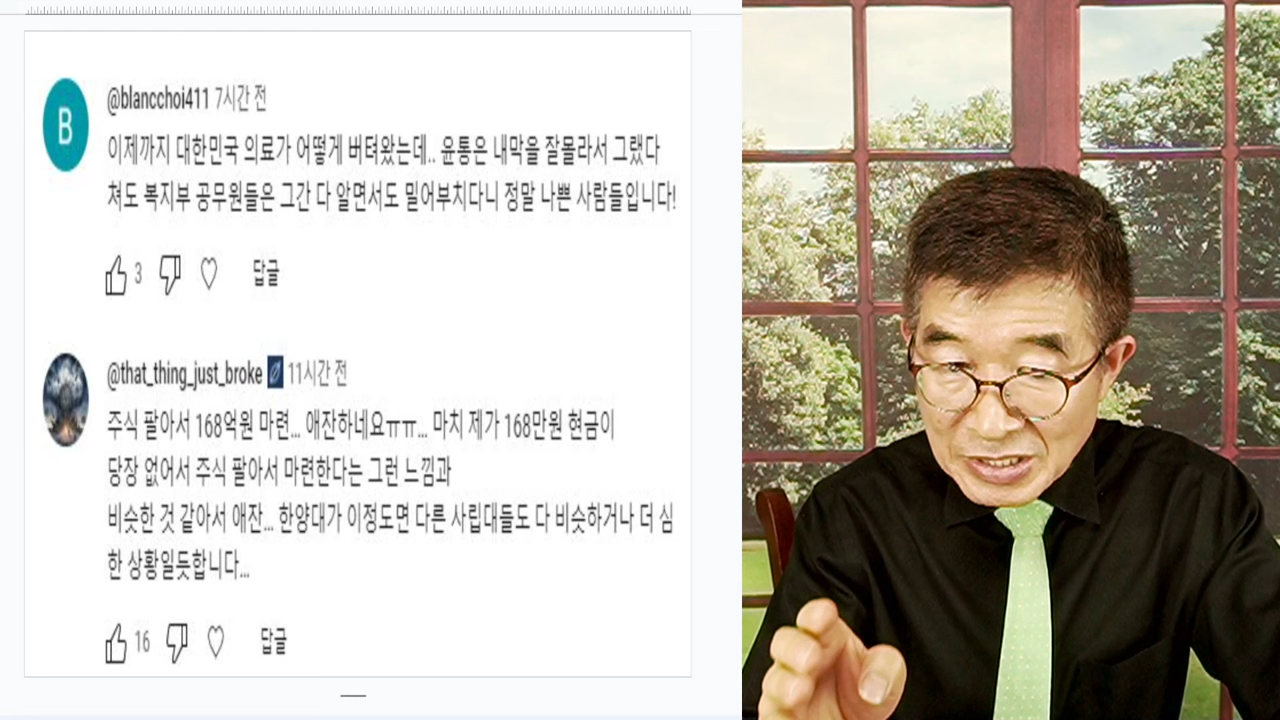 B
@blancchoi411 7시간 전
이제까지 대한민국 의료가 어떻게 버텨왔는데.. 윤통은 내막을 잘몰라서 그랬다
쳐도 복지부 공무원들은 그간 다 알면서도 밀어부치다니 정말 나쁜 사람들입니다!
3 답글
@that_thing_just_broke 11시간 전
주식 팔아서 168억원 마련... 애잔하네요ㅠㅠ... 마치 제가 168만원 현금이
당장 없어서 주식 팔아서 마련한다는 그런 느낌과
비슷한 것 같아서 애잔... 한양대가 이정도면 다른 사립대들도 다 비슷하거나 더 심
한 상황일듯합니다...
16 답글